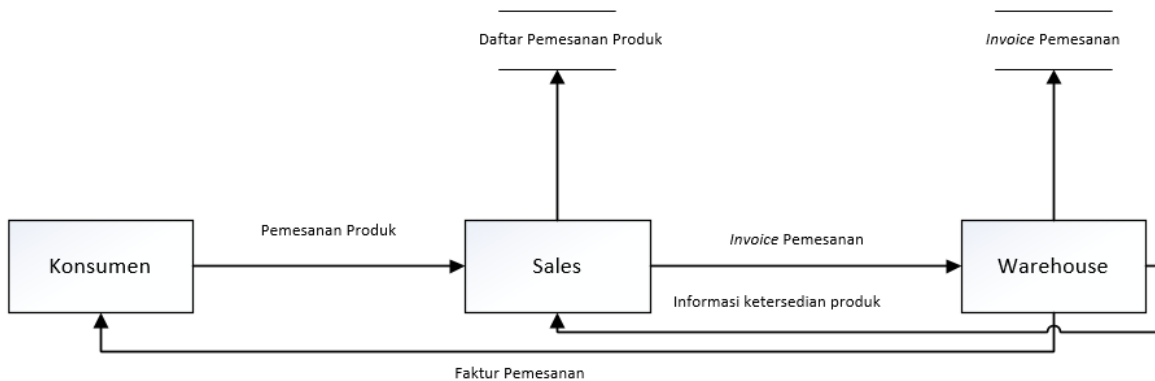 Daftar Pemesanan Produk
Invoice Pemesanan
Pemesanan Produk
Invoice Pemesanan
Konsumen
Sales
Warehouse
Informasi ketersedian produk
Faktur Pemesanan